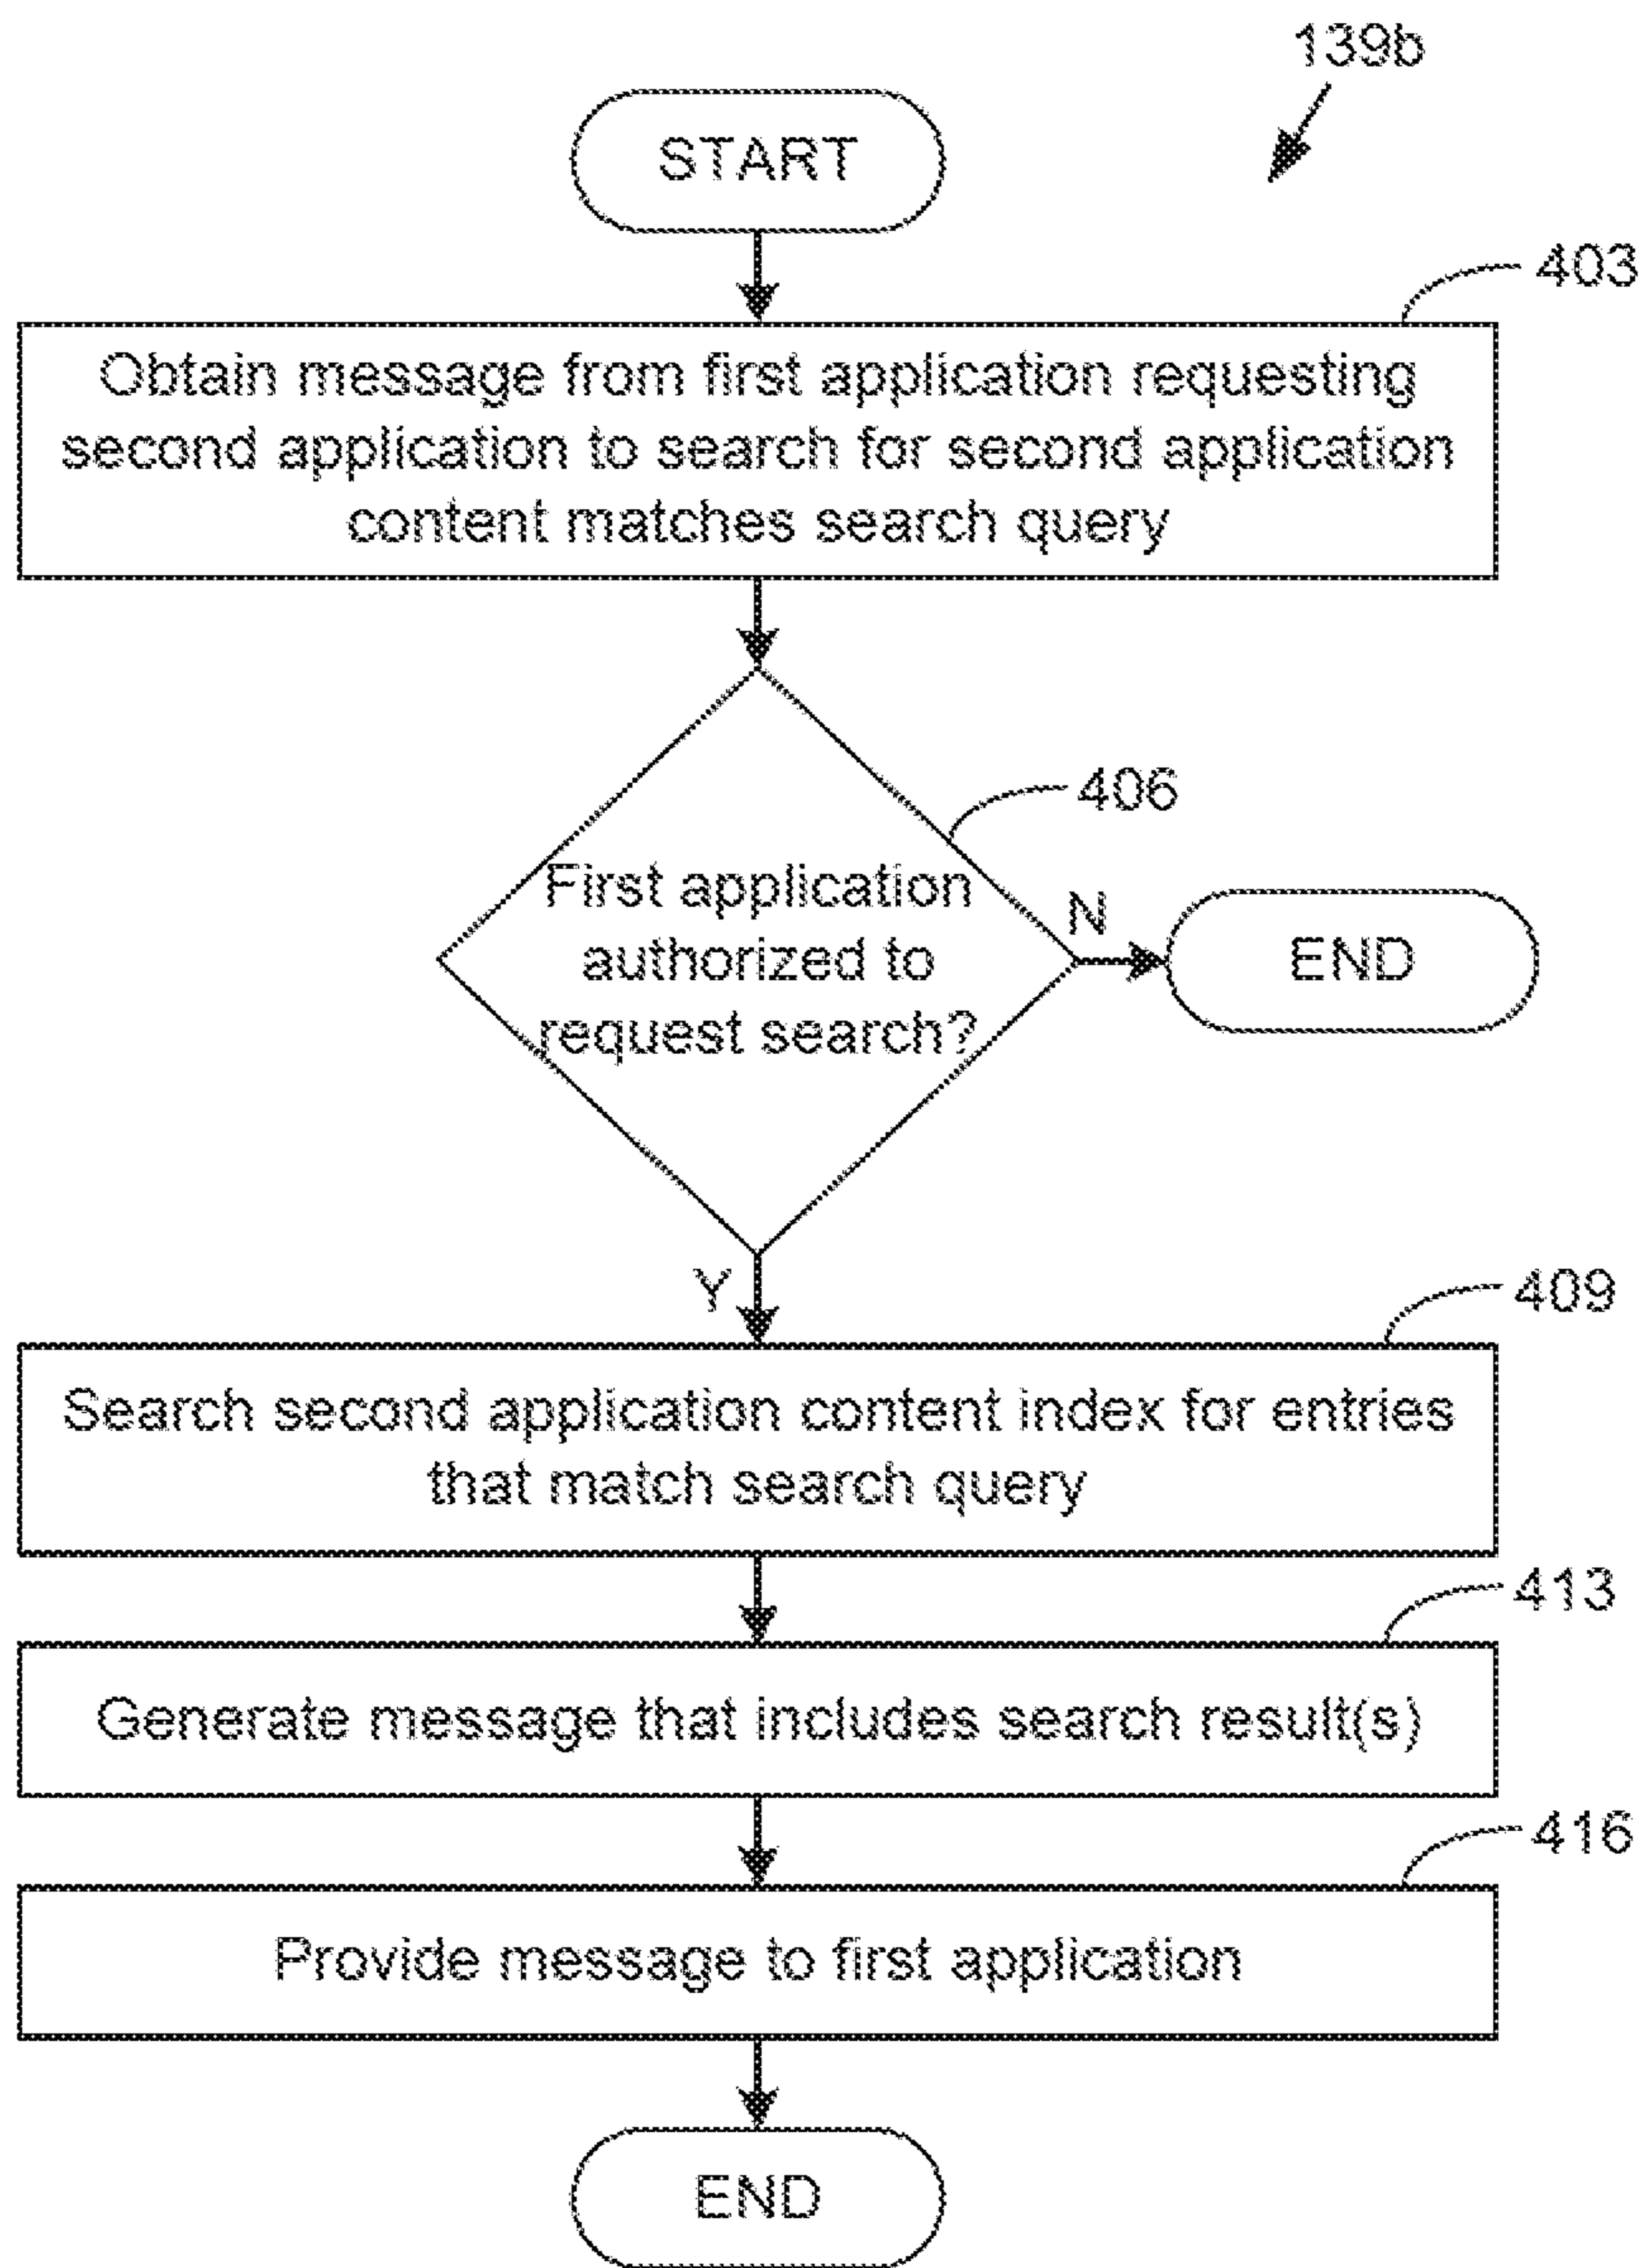 139b
START
403
Obtain message from first application requesting
second application to search for second application
content matches search query
406
First application
authorized to
request search?
N
END
Y
409
Search second application content index for entries
that match search query
413
Generate message that includes search result(s)
416
Provide message to first application
END